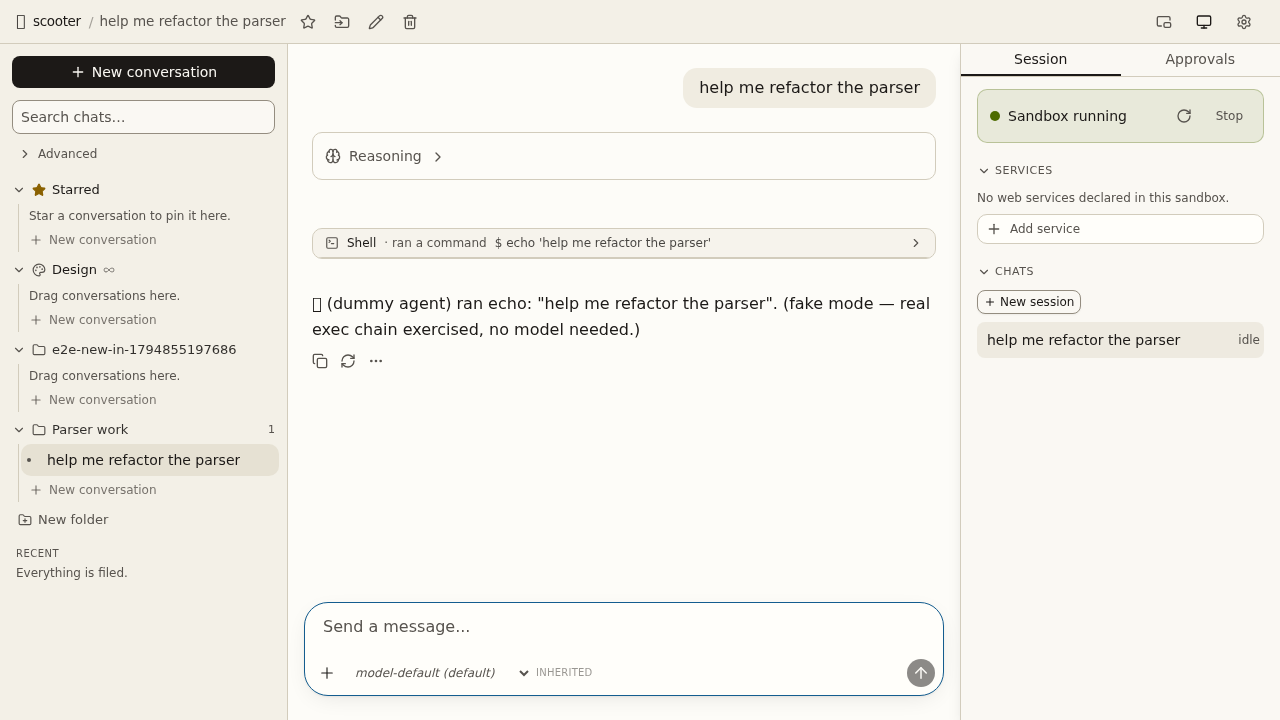 scooter / help me refactor the parser
New conversation
Search chats...
Advanced
Starred
Star a conversation to pin it here.
New conversation
Design
Drag conversations here.
New conversation
e2e-new-in-1794855197686
Drag conversations here.
New conversation
Parser work 1
help me refactor the parser
New conversation
New folder
RECENT
Everything is filed.
help me refactor the parser
Reasoning
Shell · ran a command $ echo 'help me refactor the parser'
(dummy agent) ran echo: "help me refactor the parser". (fake mode — real
exec chain exercised, no model needed.)
Send a message...
model-default (default) INHERITED
Session Approvals
Sandbox running Stop
SERVICES
No web services declared in this sandbox.
Add service
CHATS
New session
help me refactor the parser idle